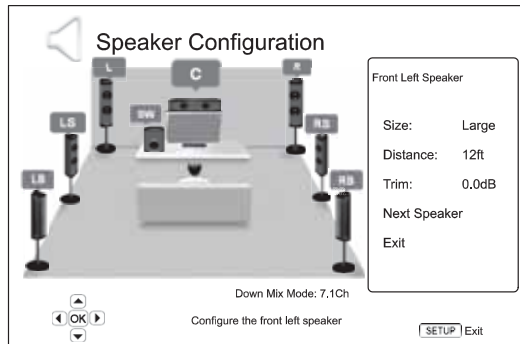 Speaker Configuration
L
R
C
SW
LS
RS
LB
RB
Front Left Speaker
Size: Large
Distance: 12ft
Trim: 0.0dB
Next Speaker
Exit
Down Mix Mode: 7.1Ch
OK
Configure the front left speaker
SETUP Exit